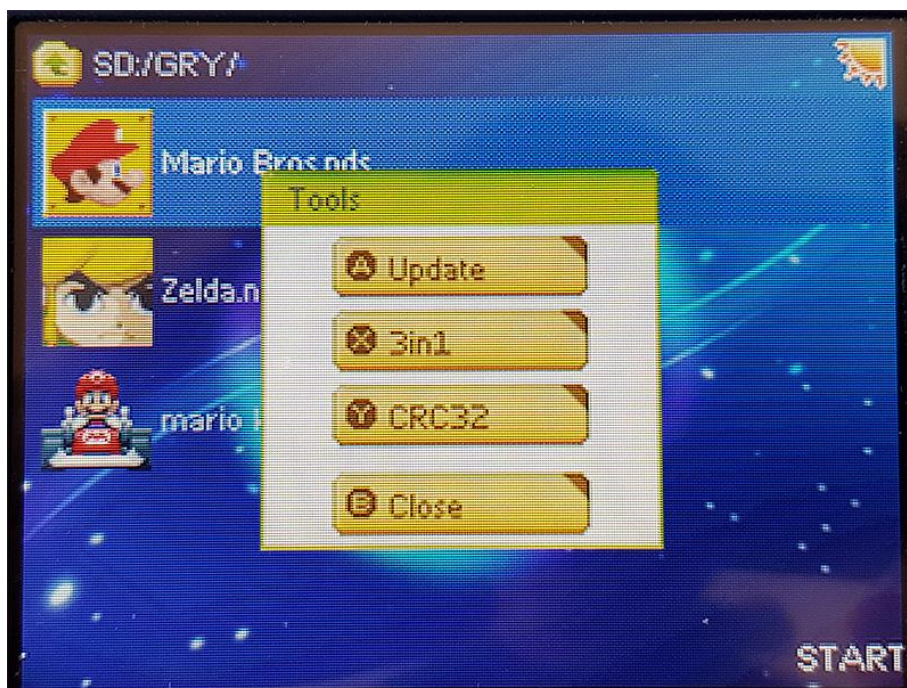 SD:/GRY/
Mario Bros.nds
Tools
A Update
Zelda.n
X 3in1
mario
Y CRC32
B Close
START